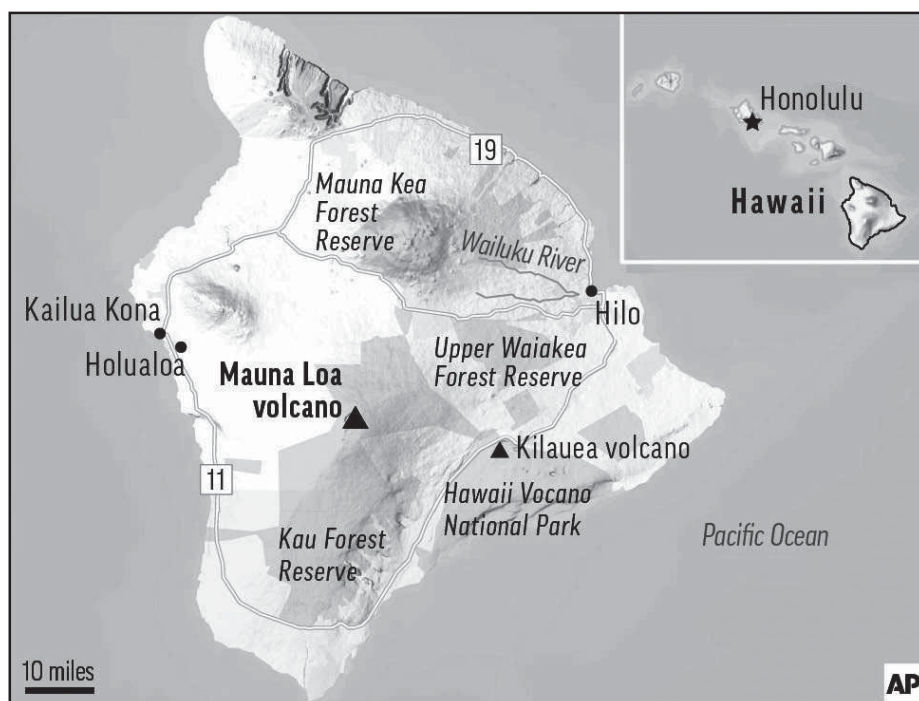 Honolulu
Hawaii
19
Mauna Kea
Forest
Reserve
Wailuku River
Kailua Kona
Hilo
Holualoa
Upper Waiakea
Forest Reserve
Mauna Loa
volcano
Kilauea volcano
11
Hawaii Vocano
National Park
Kau Forest
Reserve
Pacific Ocean
10 miles
AP